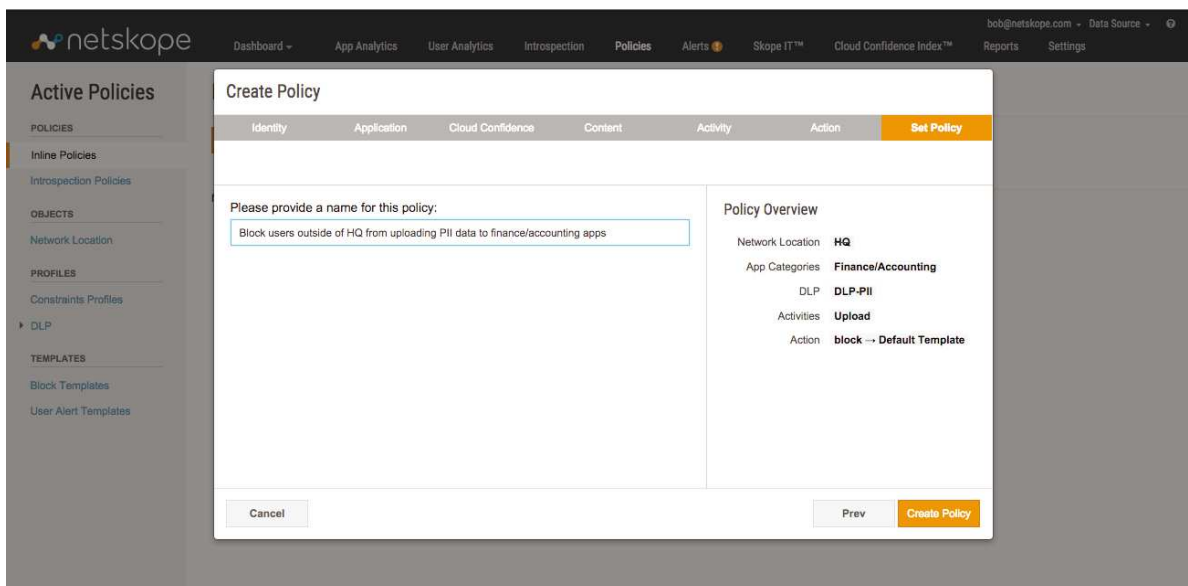 netskope
bob@netskope.com Data Source
Dashboard App Analytics User Analytics Introspection Policies Alerts Skope IT™ Cloud Confidence Index™ Reports Settings
Active Policies
POLICIES
Inline Policies
Introspection Policies
OBJECTS
Network Location
PROFILES
Constraints Profiles
DLP
TEMPLATES
Block Templates
User Alert Templates
Create Policy
Identity Application Cloud Confidence Content Activity Action Set Policy
Please provide a name for this policy:
Block users outside of HQ from uploading PII data to finance/accounting apps
Policy Overview
Network Location HQ
App Categories Finance/Accounting
DLP DLP-PII
Activities Upload
Action block → Default Template
Cancel Prev Create Policy